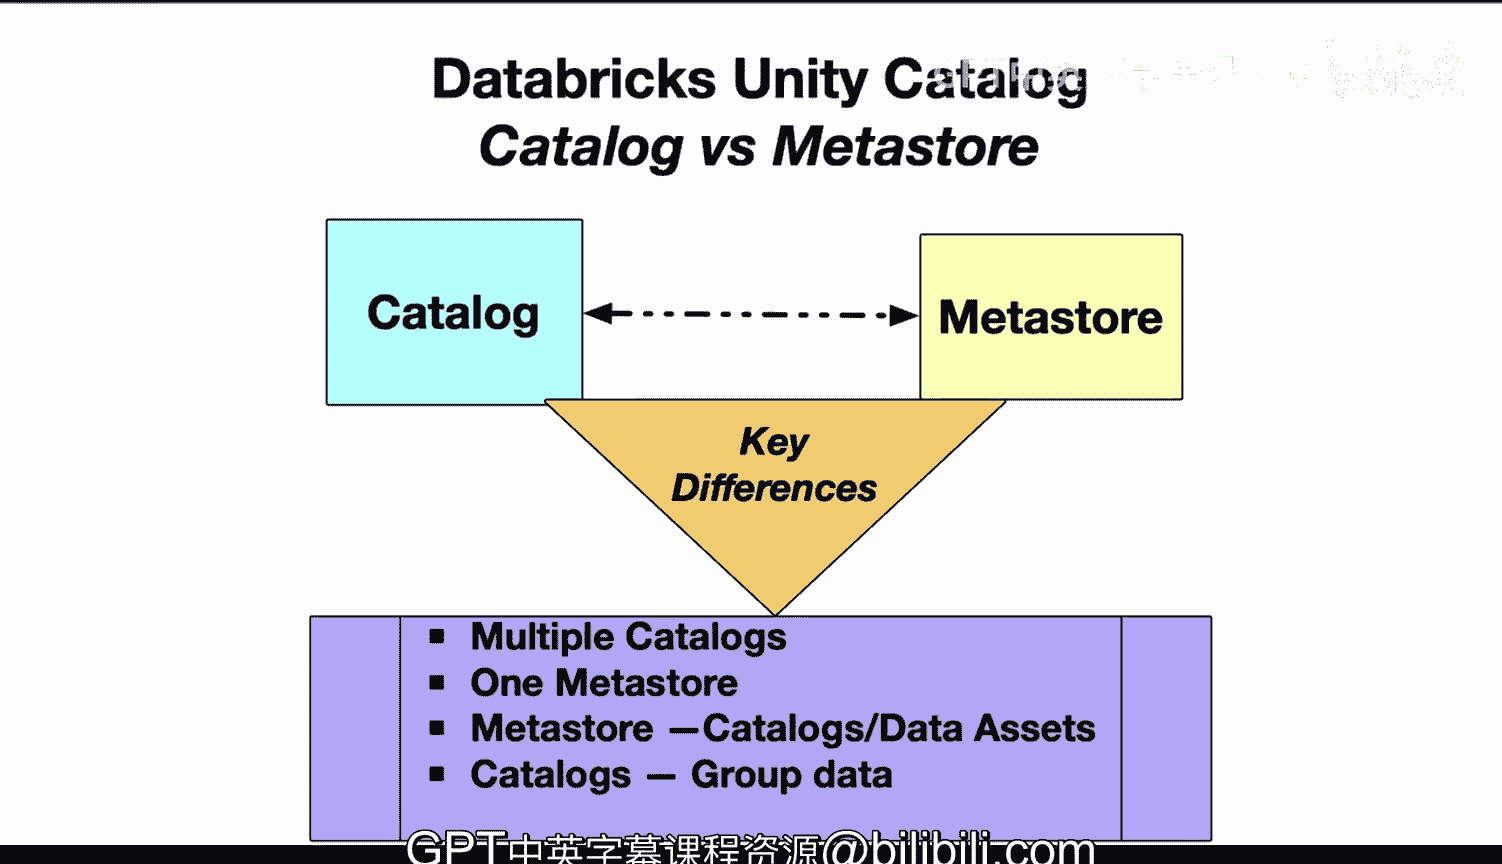 Databricks Unity Catalog
Catalog vs Metastore
Catalog
Metastore
Key
Differences
▪ Multiple Catalogs
▪ One Metastore
▪ Metastore —Catalogs/Data Assets
▪ Catalogs — Group data
GPT中英字幕课程资源@bilibili.com